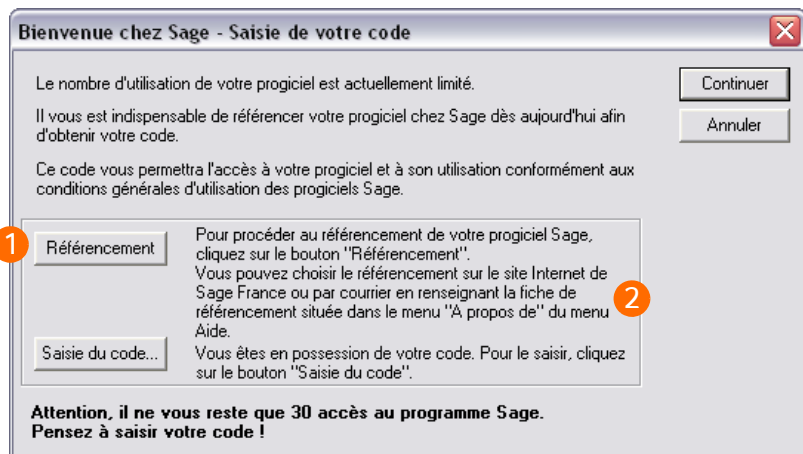 Bienvenue chez Sage - Saisie de votre code
Le nombre d'utilisation de votre progiciel est actuellement limité.
Il vous est indispensable de référencer votre progiciel chez Sage dès aujourd'hui afin
d'obtenir votre code.
Ce code vous permettra l'accès à votre progiciel et à son utilisation conformément aux
conditions générales d'utilisation des progiciels Sage.
Continuer
Annuler
1
Référencement
Pour procéder au référencement de votre progiciel Sage,
cliquez sur le bouton "Référencement".
Vous pouvez choisir le référencement sur le site Internet de
Sage France ou par courrier en renseignant la fiche de
référencement située dans le menu "A propos de" du menu
Aide.
2
Saisie du code...
Vous êtes en possession de votre code. Pour le saisir, cliquez
sur le bouton "Saisie du code".
Attention, il ne vous reste que 30 accès au programme Sage.
Pensez à saisir votre code !